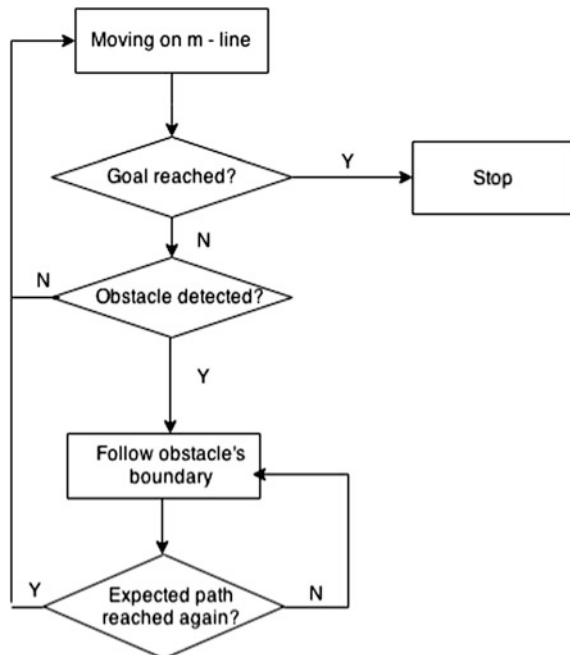 Moving on m - line
Goal reached?
Y
Stop
N
N
Obstacle detected?
Y
Follow obstacle's
boundary
Y
Expected path
reached again?
N